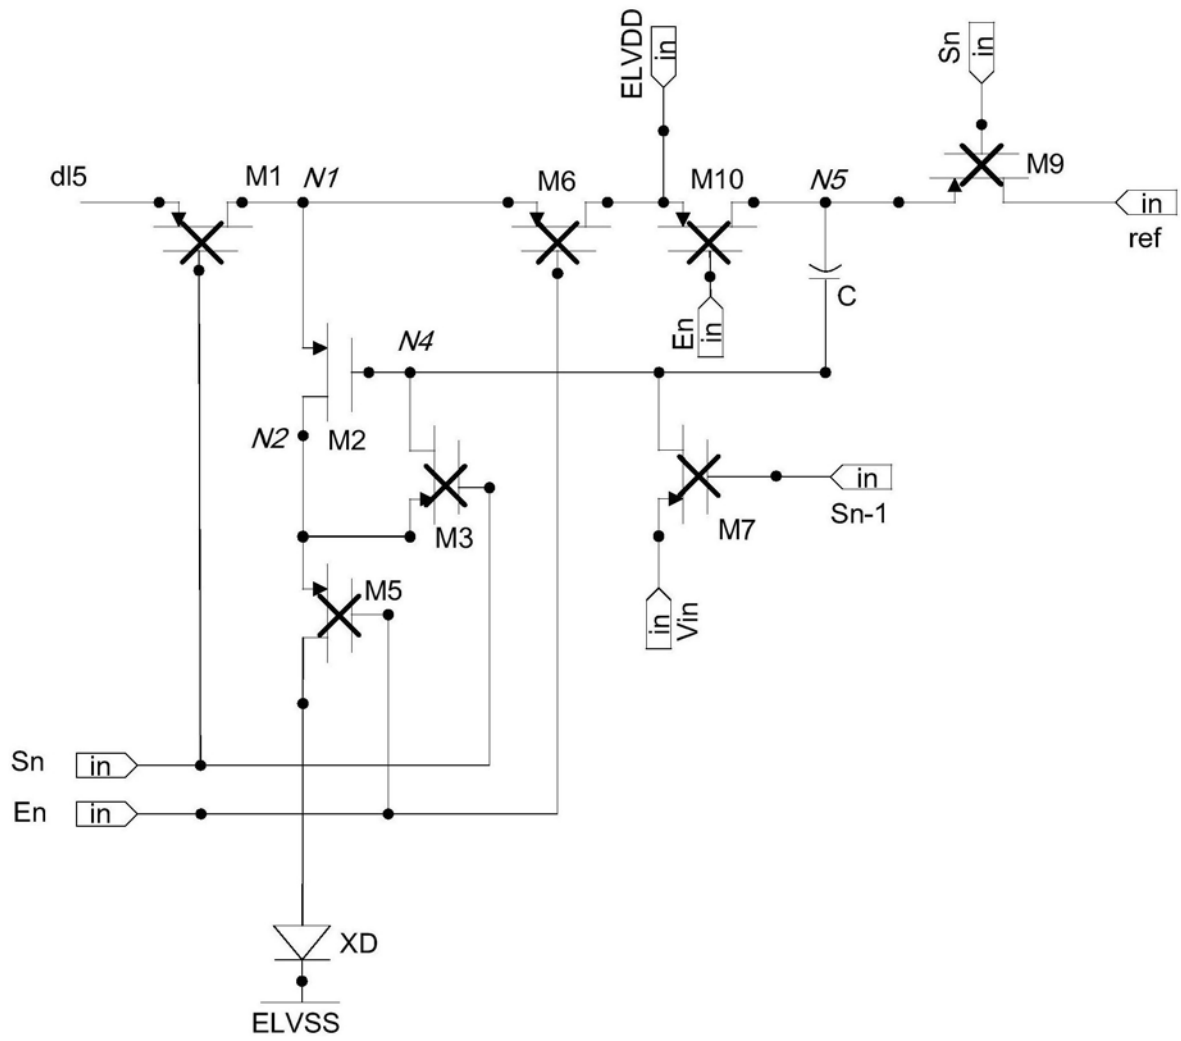 ELVDD
in
Sn
in
dl5
M1
N1
M6
M10
N5
M9
in
ref
En
in
C
N4
N2
M2
M3
in
Sn-1
M7
M5
in
Vin
Sn
in
En
in
XD
ELVSS